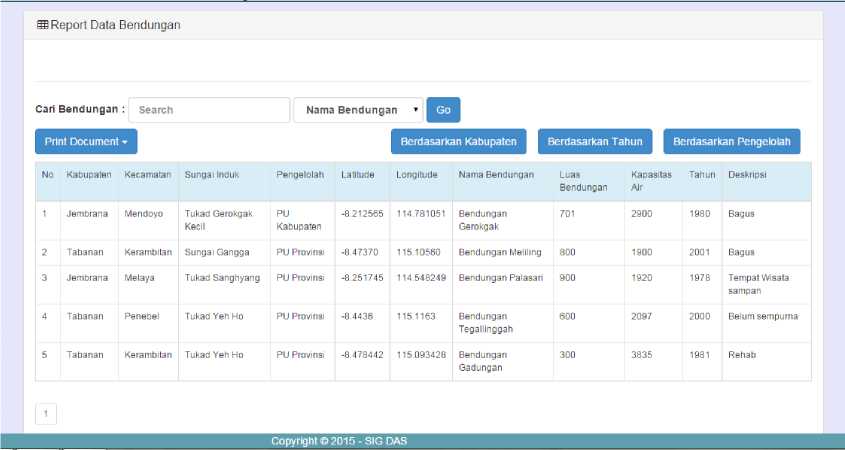 Report Data Bendungan
Cari Bendungan : Search Nama Bendungan Go
Print Document Berdasarkan Kabupaten Berdasarkan Tahun Berdasarkan Pengelolah
No Kabupaten Kecamatan Sungai Induk Pengelolah Latitude Longitude Nama Bendungan Luas Bendungan Kapasitas Air Tahun Deskripsi
1 Jembrana Mendoyo Tukad Gerokgak Kecil PU Kabupaten -8.212565 114.781051 Bendungan Gerokgak 701 2900 1980 Bagus
2 Tabanan Kerambitan Sungai Gangga PU Provinsi -8.47370 115.10560 Bendungan Meliling 800 1900 2001 Bagus
3 Jembrana Melaya Tukad Sanghyang PU Provinsi -8.251745 114.548249 Bendungan Palasari 900 1920 1978 Tempat Wisata sampan
4 Tabanan Penebel Tukad Yeh Ho PU Provinsi -8.4436 115.1163 Bendungan Tegallinggah 600 2097 2000 Belum sempurna
5 Tabanan Kerambitan Tukad Yeh Ho PU Provinsi -8.478442 115.093428 Bendungan Gadungan 300 3835 1981 Rehab
1
Copyright © 2015 - SIG DAS